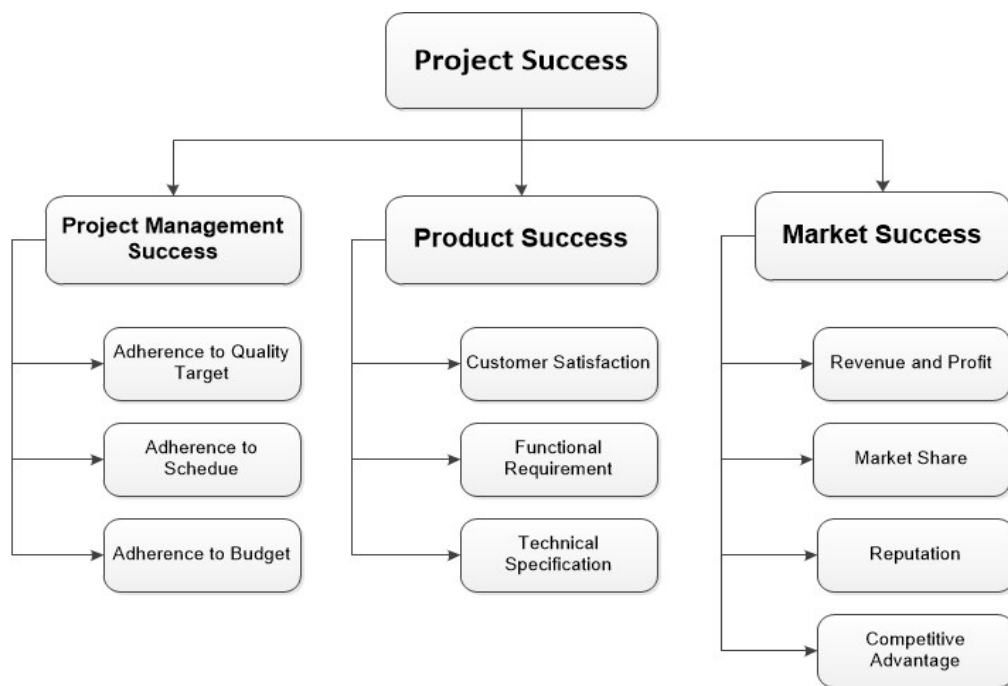 Project Success
Project Management
Success
Product Success
Market Success
Adherence to Quality
Target
Customer Satisfaction
Revenue and Profit
Adherence to
Schedue
Functional
Requirement
Market Share
Adherence to Budget
Technical
Specification
Reputation
Competitive
Advantage